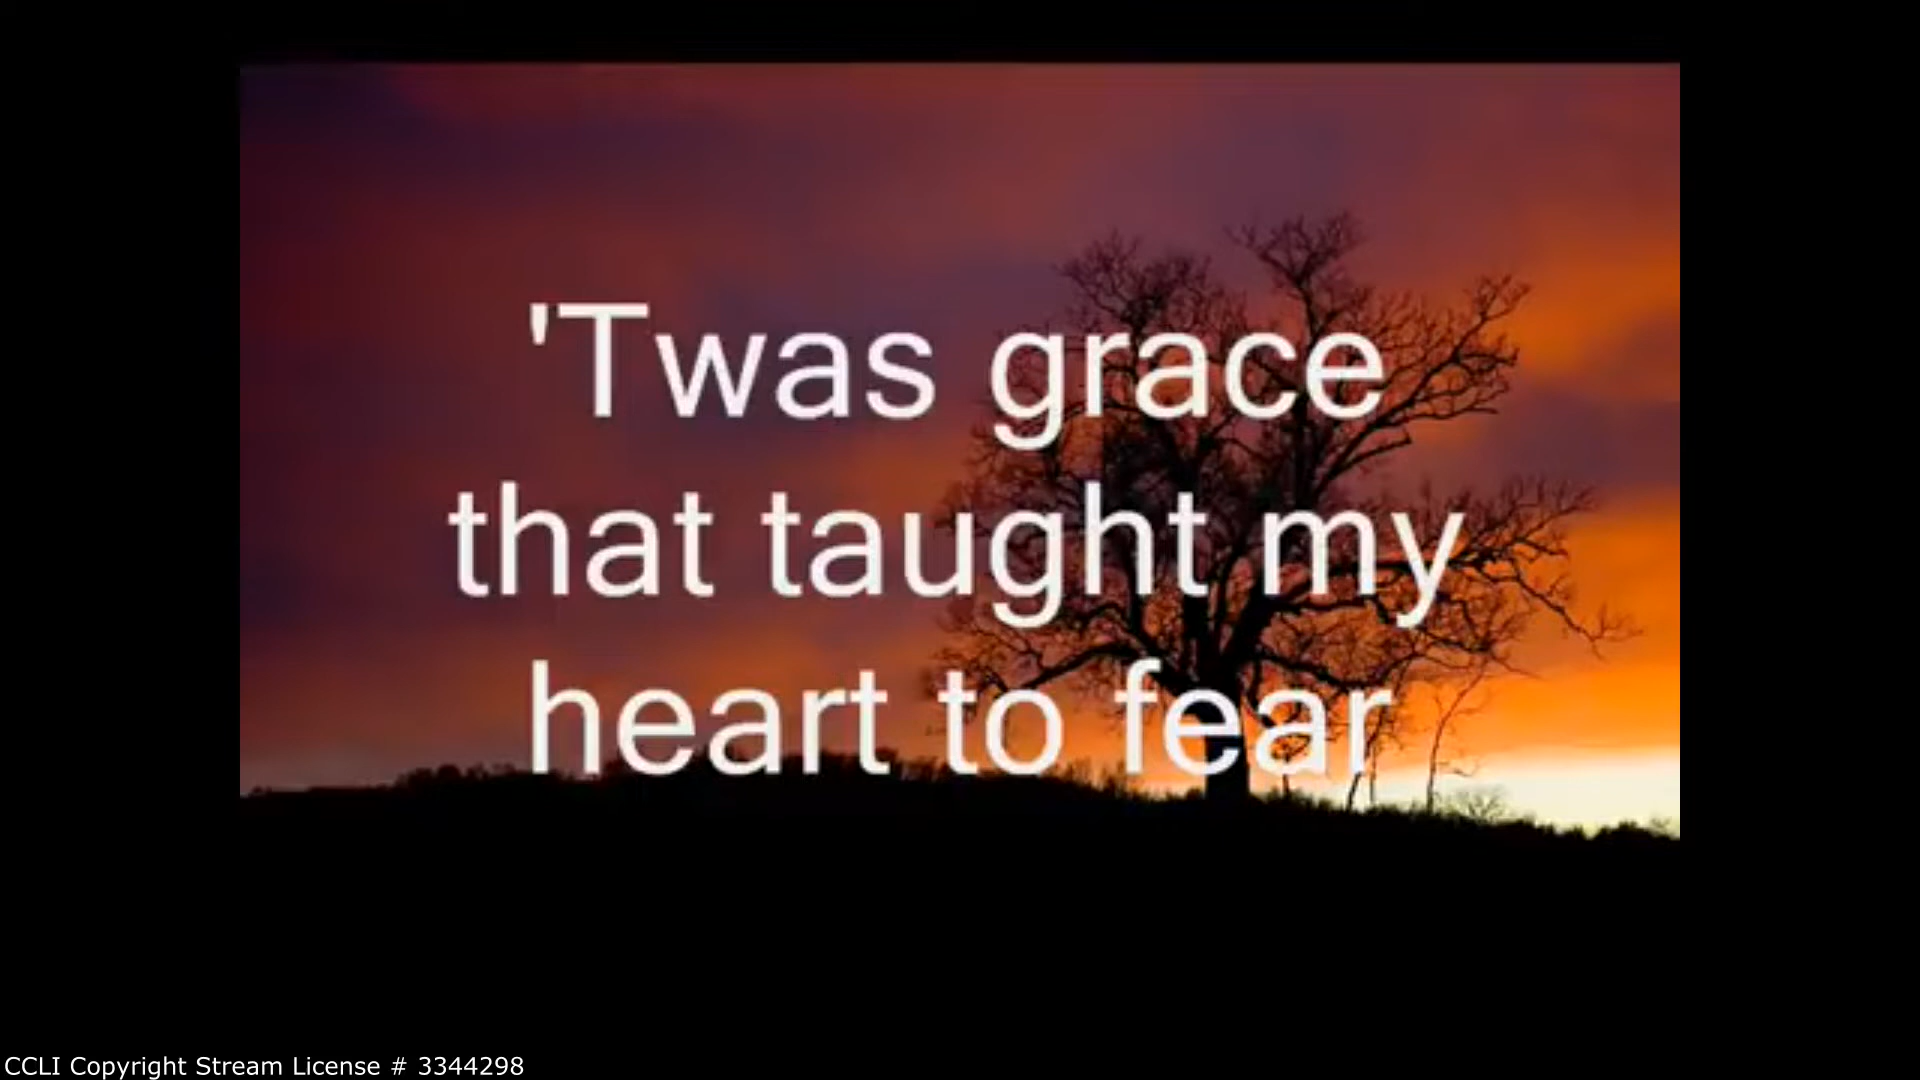 'Twas grace
that taught my
heart to fear
CCLI Copyright Stream License # 3344298